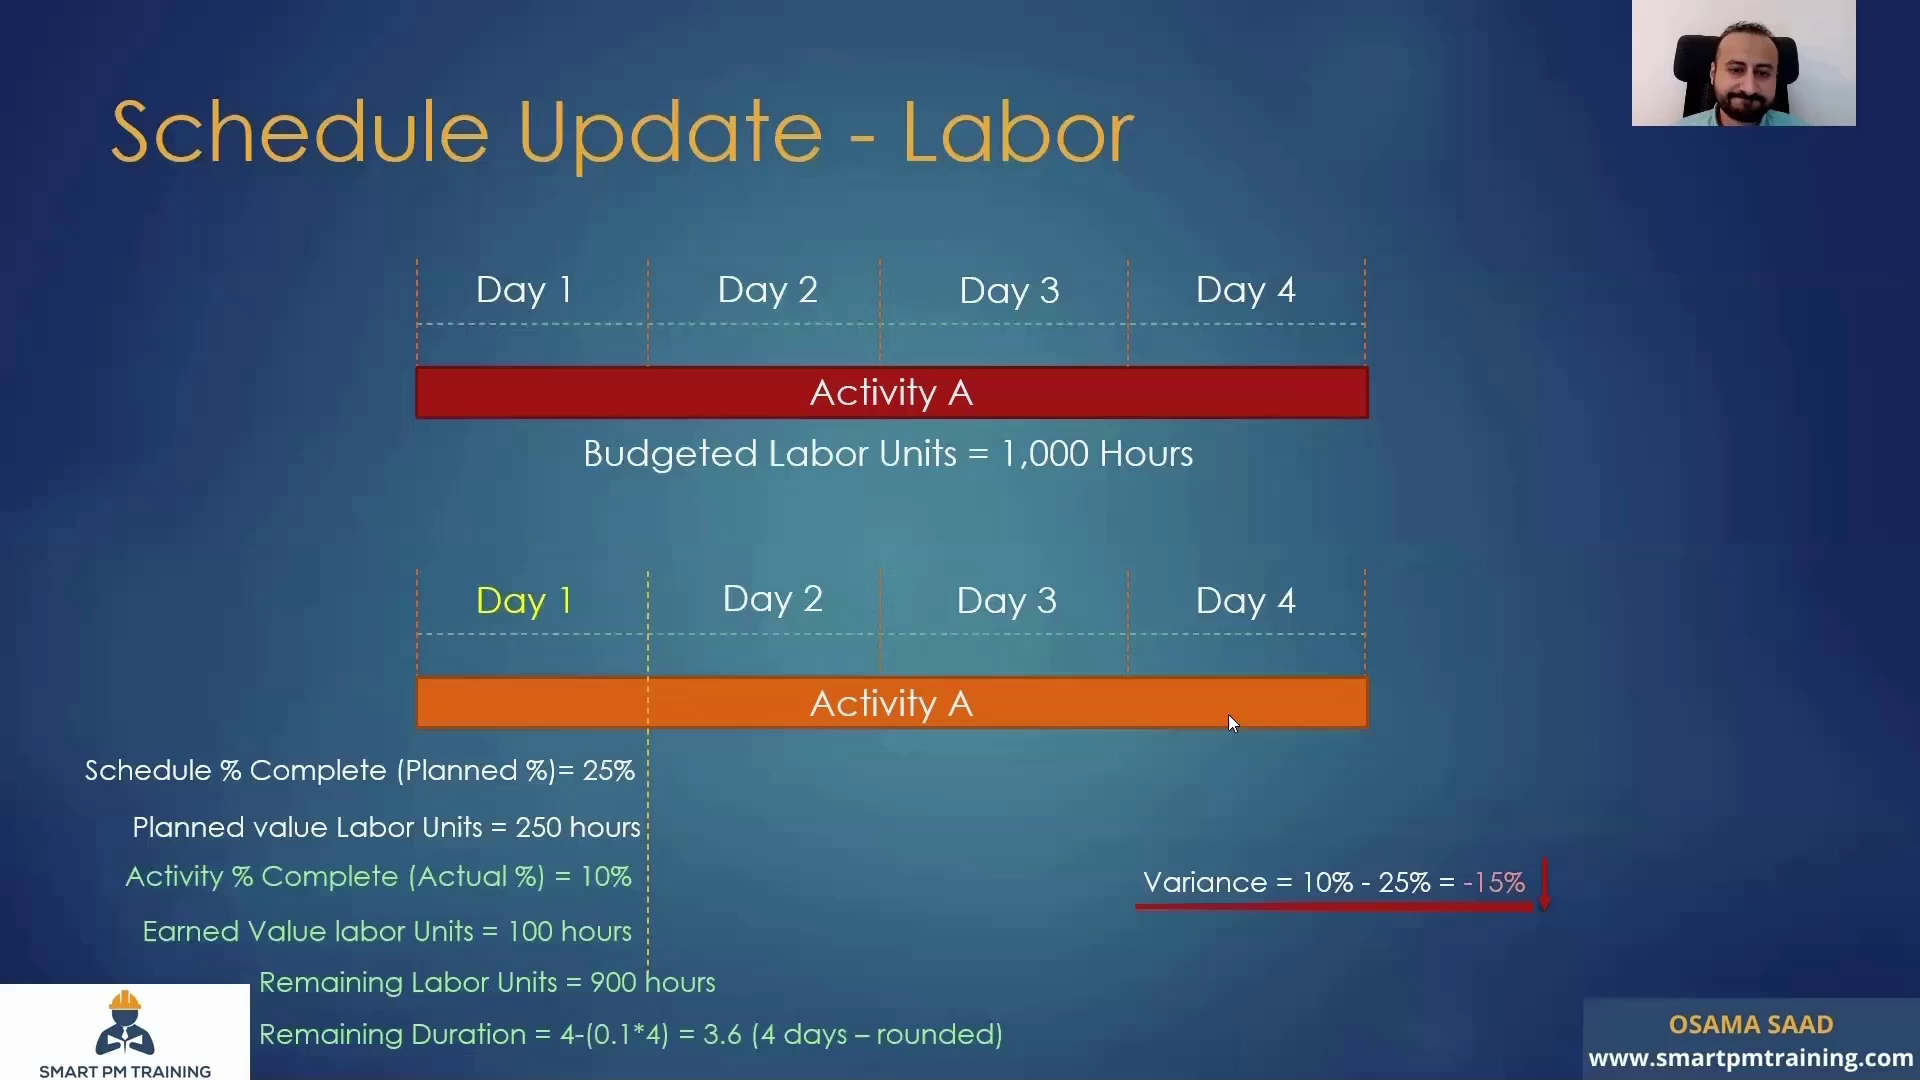 Schedule Update - Labor
Day 1 Day 2 Day 3 Day 4
Activity A
Budgeted Labor Units = 1,000 Hours
Day 1 Day 2 Day 3 Day 4
Activity A
Schedule % Complete (Planned %)= 25%
Planned value Labor Units = 250 hours
Activity % Complete (Actual %) = 10%
Variance = 10% - 25% = -15%
Earned Value labor Units = 100 hours
Remaining Labor Units = 900 hours
Remaining Duration = 4-(0.1*4) = 3.6 (4 days – rounded)
SMART PM TRAINING
OSAMA SAAD
www.smartpmtraining.com